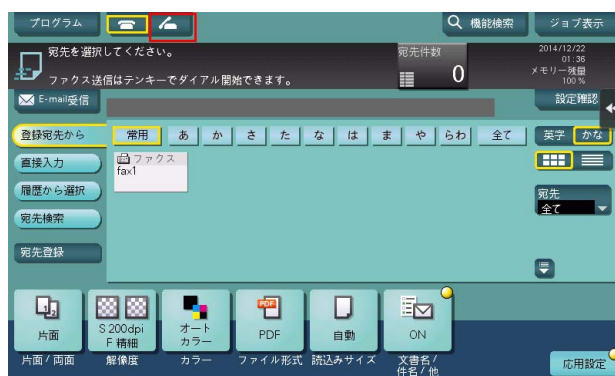 プログラム
機能検索
ジョブ表示
宛先を選択してください。
ファクス送信はテンキーでダイアル開始できます。
宛先件数
0
2014/12/22
01:36
メモリー残量
100 %
E-mail受信
設定確認
登録宛先から
常用
あ
か
さ
た
な
は
ま
や
らわ
全て
英字
かな
直接入力
履歴から選択
宛先検索
宛先登録
ファクス
fax1
宛先
全て
片面
S 200dpi
F 精細
オート
カラー
PDF
自動
ON
片面 / 両面
解像度
カラー
ファイル形式
読込みサイズ
文書名 /
件名 / 他
応用設定